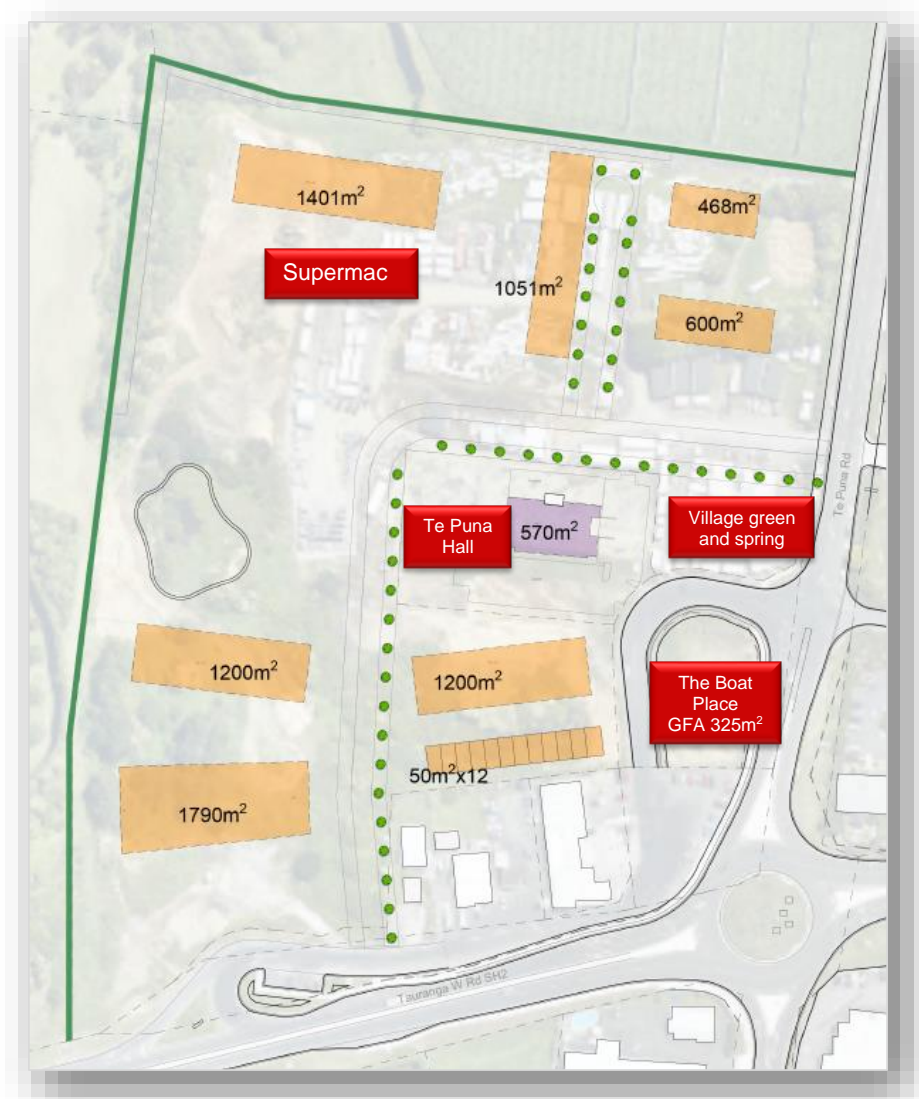 1401m²
468m²
Supermac
1051m²
600m²
Te Puna Rd
Te Puna
Hall
570m²
Village green
and spring
1200m²
1200m²
The Boat
Place
GFA 325m²
50m²x12
1790m²
Tauranga W Rd SH2